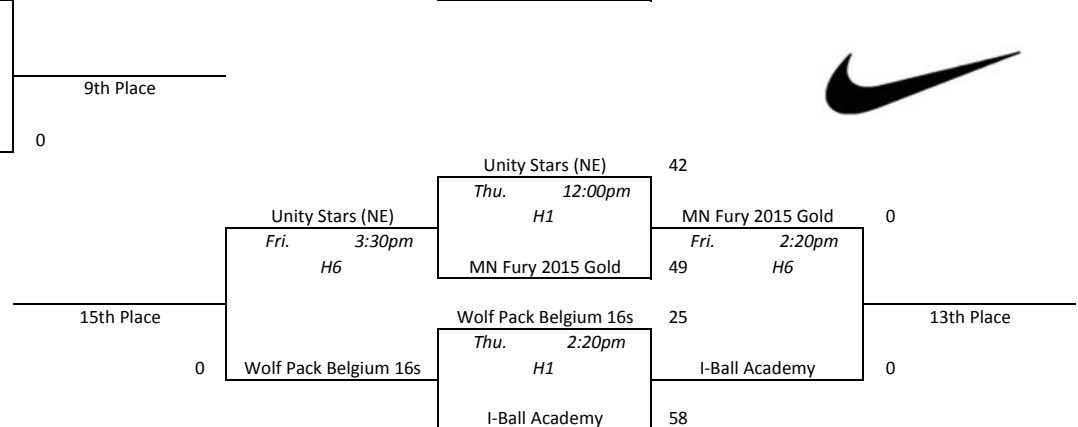 9th Place
0
Unity Stars (NE) 42
Thu. 12:00pm
Unity Stars (NE) H1 MN Fury 2015 Gold 0
Fri. 3:30pm Fri. 2:20pm
H6 MN Fury 2015 Gold 49 H6
15th Place Wolf Pack Belgium 16s 25 13th Place
Thu. 2:20pm
0 Wolf Pack Belgium 16s H1 I-Ball Academy 0
I-Ball Academy 58